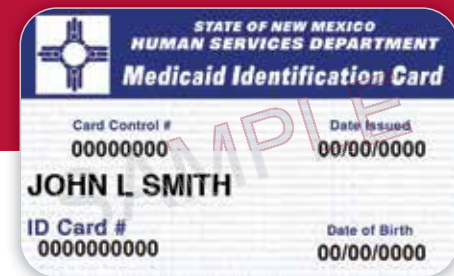 STATE OF NEW MEXICO
HUMAN SERVICES DEPARTMENT
Medicaid Identification Card
Card Control # Date Issued
00000000 00/00/0000
SAMPLE
JOHN L SMITH
ID Card # Date of Birth
0000000000 00/00/0000